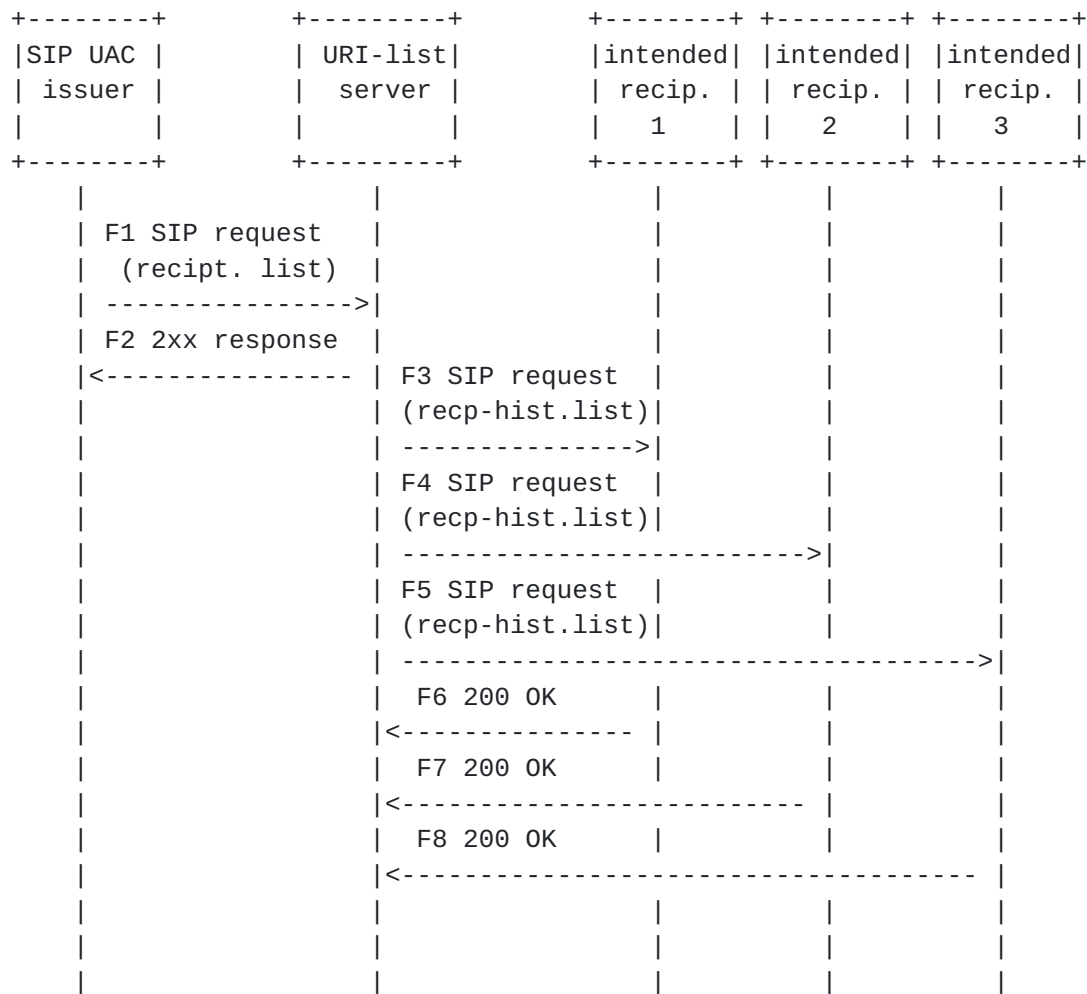 +--------+        +---------+        +--------+ +--------+ +--------+
|SIP UAC |        | URI-list|        |intended| |intended| |intended|
| issuer |        |  server |        | recip. | | recip. | | recip. |
|        |        |         |        |   1    | |   2    | |   3    |
+--------+        +---------+        +--------+ +--------+ +--------+
    |                  |                 |          |          |
    | F1 SIP request   |                 |          |          |
    |  (recipt. list)  |                 |          |          |
    | ---------------->|                 |          |          |
    | F2 2xx response  |                 |          |          |
    |<---------------- | F3 SIP request  |          |          |
    |                  | (recp-hist.list)|          |          |
    |                  | --------------->|          |          |
    |                  | F4 SIP request  |          |          |
    |                  | (recp-hist.list)|          |          |
    |                  | -------------------------->|          |
    |                  | F5 SIP request  |          |          |
    |                  | (recp-hist.list)|          |          |
    |                  | ------------------------------------->|
    |                  |  F6 200 OK      |          |          |
    |                  |<--------------- |          |          |
    |                  |  F7 200 OK      |          |          |
    |                  |<-------------------------- |          |
    |                  |  F8 200 OK      |          |          |
    |                  |<------------------------------------- |
    |                  |                 |          |          |
    |                  |                 |          |          |
    |                  |                 |          |          |